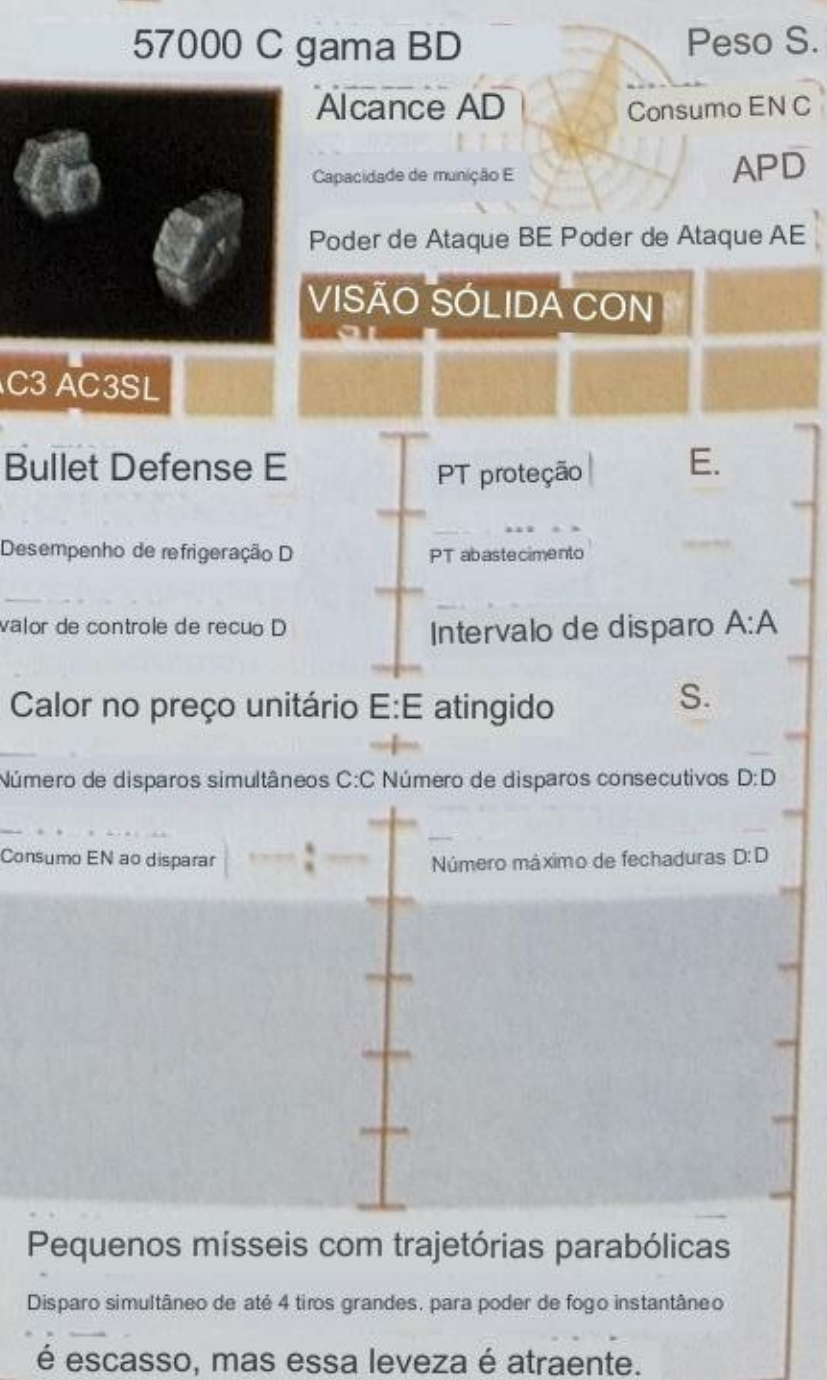 57000 C gama BD Peso S.
Alcance AD Consumo EN C
Capacidade de munição E APD
Poder de Ataque BE Poder de Ataque AE
VISÃO SÓLIDA CON
AC3 AC3SL
Bullet Defense E PT proteção E.
Desempenho de refrigeração D PT abastecimento
valor de controle de recuo D Intervalo de disparo A:A
Calor no preço unitário E:E atingido S.
Número de disparos simultâneos C:C Número de disparos consecutivos D:D
Consumo EN ao disparar --:-- Número máximo de fechaduras D:D
Pequenos mísseis com trajetórias parabólicas
Disparo simultâneo de até 4 tiros grandes. para poder de fogo instantâneo
é escasso, mas essa leveza é atraente.